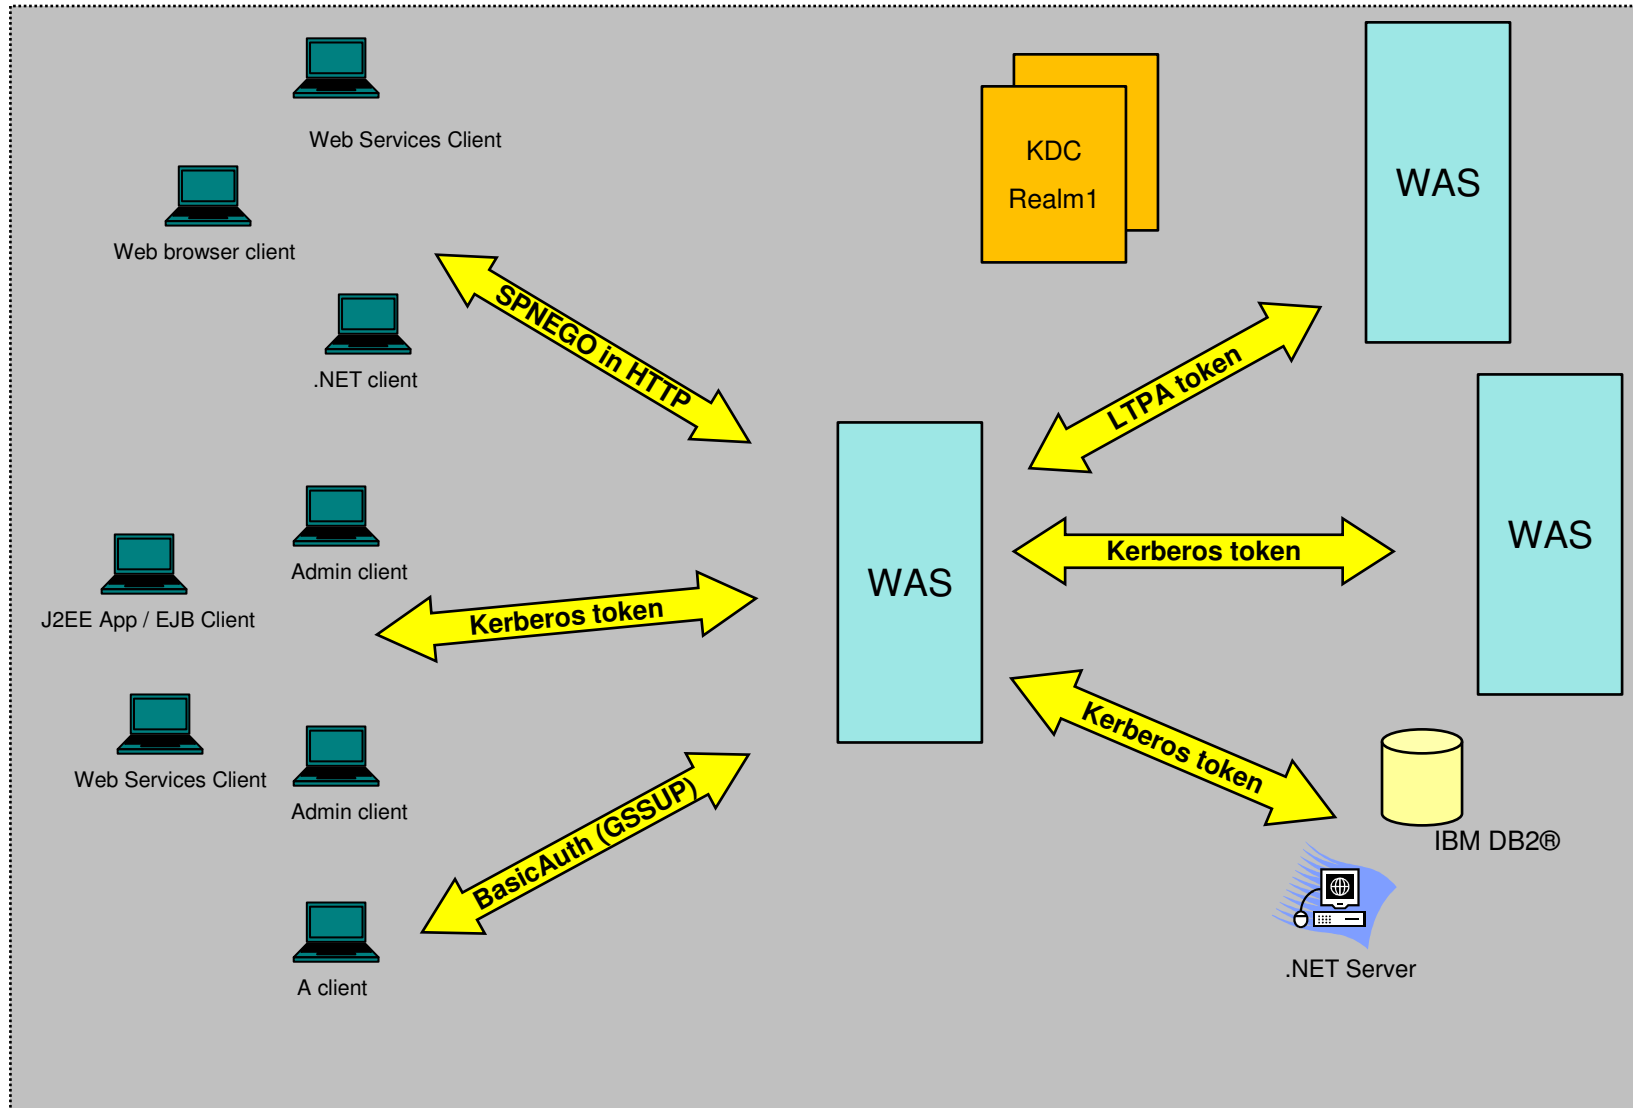 Web Services Client
Web browser client
.NET client
SPNEGO in HTTP
KDC
Realm1
WAS
LTPA token
Admin client
J2EE App / EJB Client
Kerberos token
WAS
Kerberos token
WAS
Web Services Client
Admin client
BasicAuth (GSSUP)
A client
Kerberos token
IBM DB2®
.NET Server